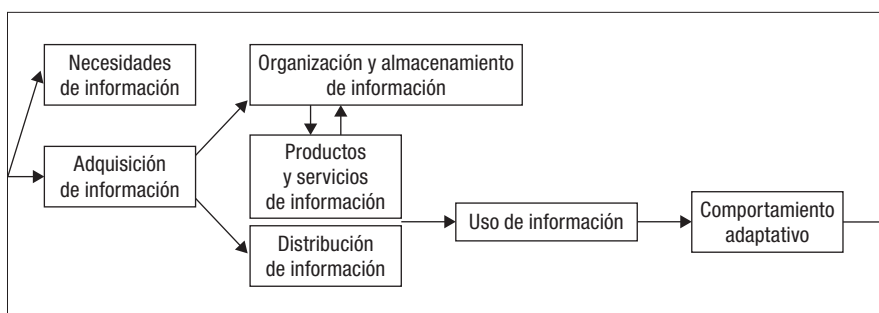 Necesidades
de información
Organización y almacenamiento
de información
Adquisición
de información
Productos
y servicios
de información
Distribución
de información
Uso de información
Comportamiento
adaptativo